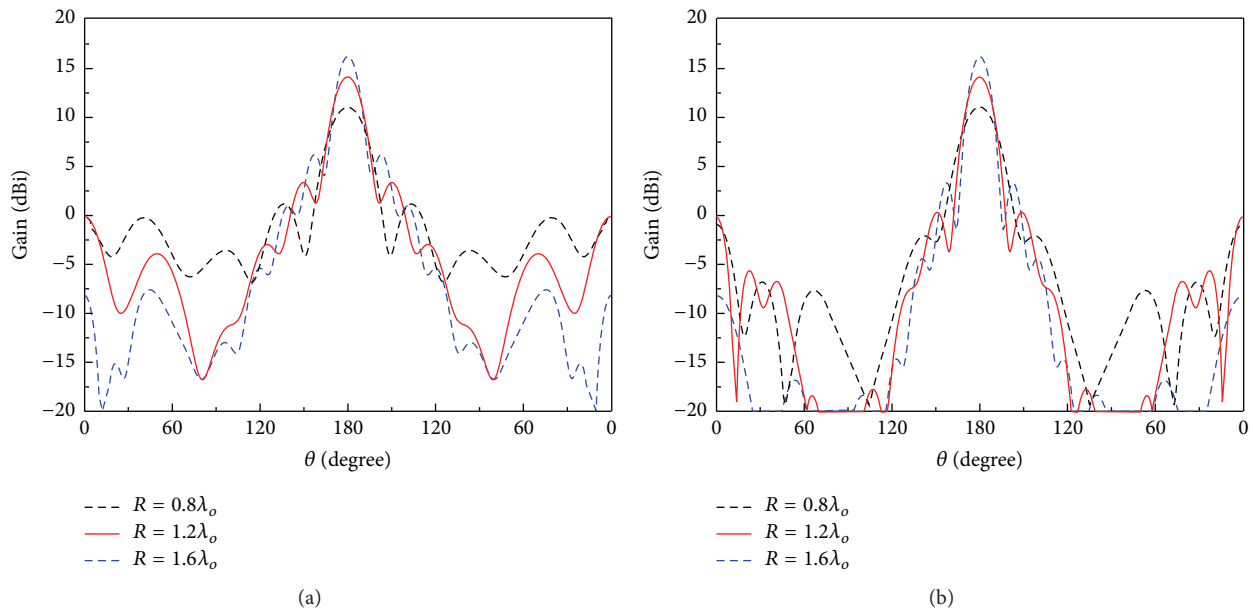 20
15
10
5
0
−5
−10
−15
−20
Gain (dBi)
0 60 120 180 120 60 0
θ (degree)
R = 0.8λo
R = 1.2λo
R = 1.6λo
(a)
20
15
10
5
0
−5
−10
−15
−20
Gain (dBi)
0 60 120 180 120 60 0
θ (degree)
R = 0.8λo
R = 1.2λo
R = 1.6λo
(b)